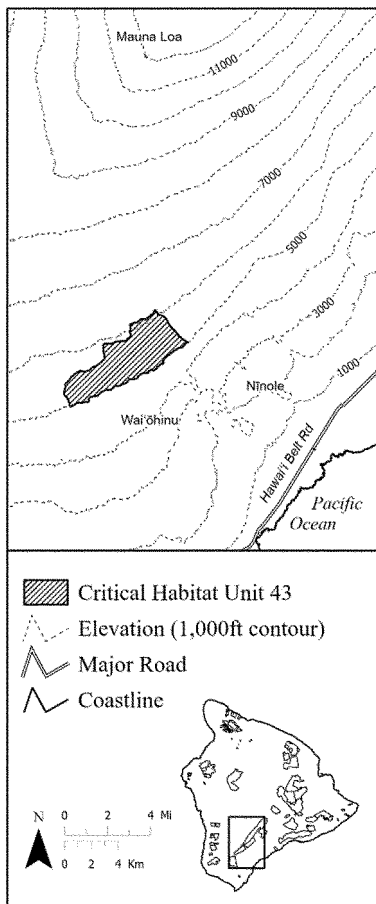 Mauna Loa
11000
9000
7000
5000
3000
Nīnole
1000
Wai‘ōhinu
Hawai‘i Belt Rd
Pacific
Ocean
Critical Habitat Unit 43
Elevation (1,000ft contour)
Major Road
Coastline
N
0 2 4 Mi
0 2 4 Km